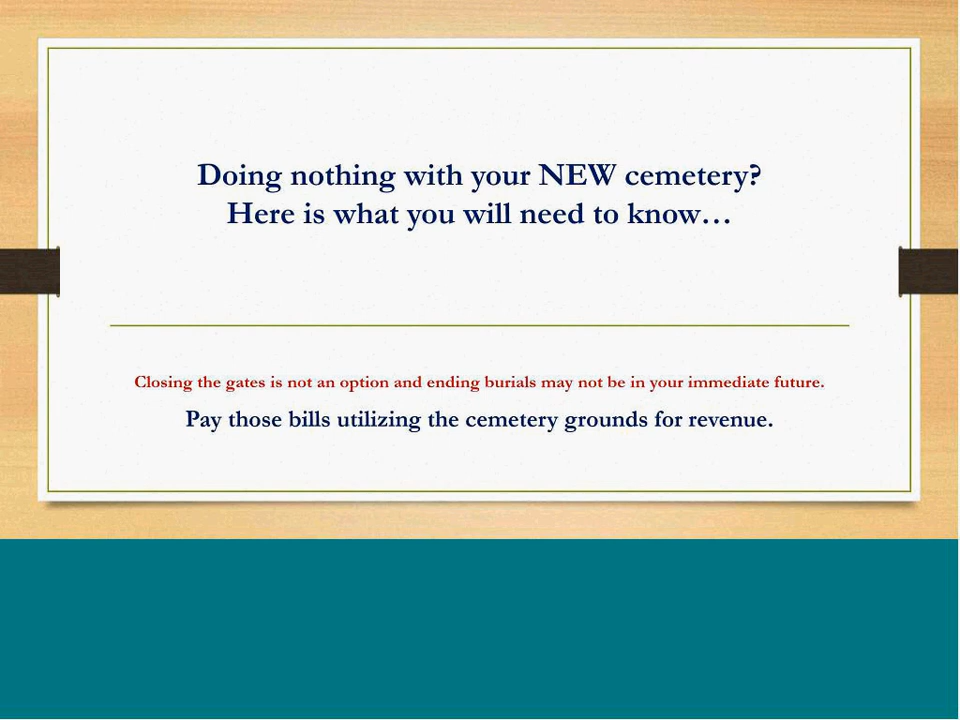 Doing nothing with your NEW cemetery?
Here is what you will need to know…
Closing the gates is not an option and ending burials may not be in your immediate future.
Pay those bills utilizing the cemetery grounds for revenue.